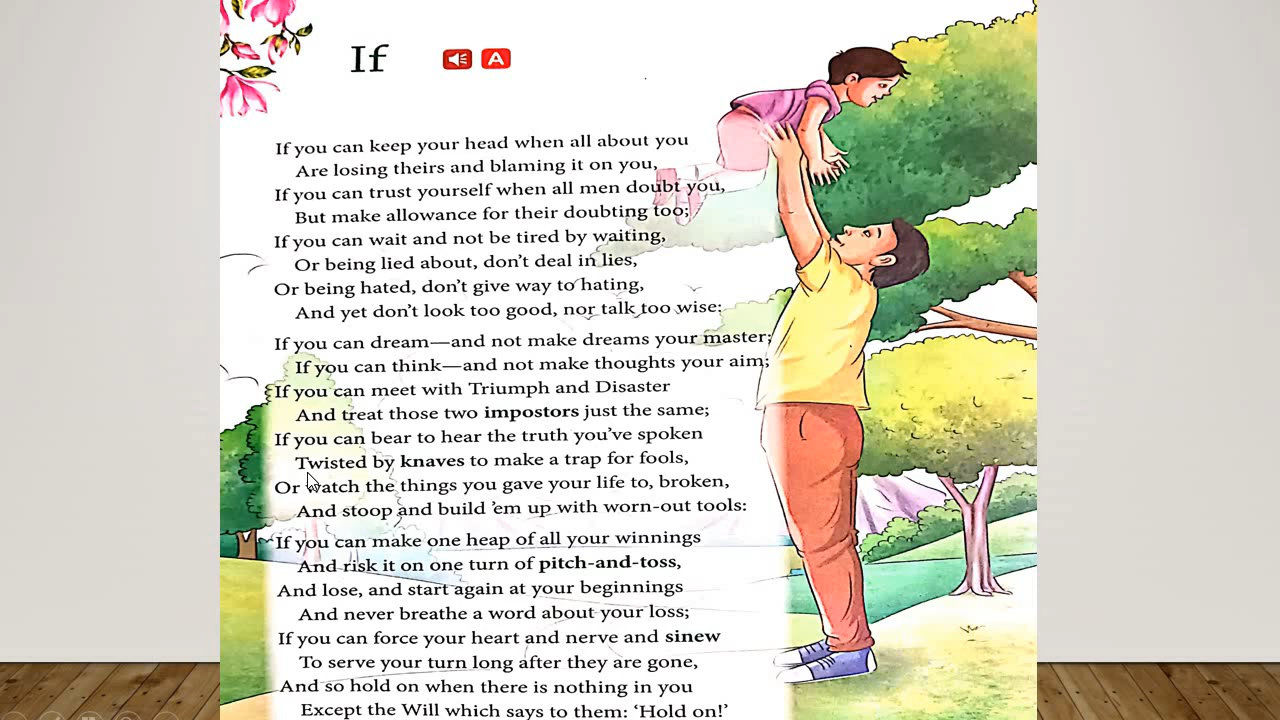 If
A
If you can keep your head when all about you
Are losing theirs and blaming it on you,
If you can trust yourself when all men doubt you,
But make allowance for their doubting too;
If you can wait and not be tired by waiting,
Or being lied about, don't deal in lies,
Or being hated, don't give way to hating,
And yet don't look too good, nor talk too wise:
If you can dream—and not make dreams your master;
If you can think—and not make thoughts your aim;
If you can meet with Triumph and Disaster
And treat those two impostors just the same;
If you can bear to hear the truth you've spoken
Twisted by knaves to make a trap for fools,
Or watch the things you gave your life to, broken,
And stoop and build 'em up with worn-out tools:
If you can make one heap of all your winnings
And risk it on one turn of pitch-and-toss,
And lose, and start again at your beginnings
And never breathe a word about your loss;
If you can force your heart and nerve and sinew
To serve your turn long after they are gone,
And so hold on when there is nothing in you
Except the Will which says to them: 'Hold on!'